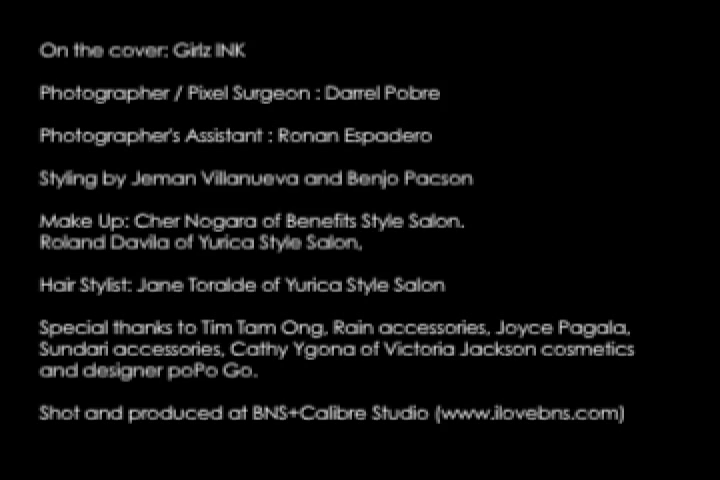 On the cover: Girlz INK
Photographer / Pixel Surgeon : Darrel Pobre
Photographer's Assistant : Ronan Espadero
Styling by Jeman Villanueva and Benjo Pacson
Make Up: Cher Nogara of Benefits Style Salon.
Roland Davila of Yurica Style Salon,
Hair Stylist: Jane Toralde of Yurica Style Salon
Special thanks to Tim Tam Ong, Rain accessories, Joyce Pagala,
Sundari accessories, Cathy Ygona of Victoria Jackson cosmetics
and designer poPo Go.
Shot and produced at BNS+Calibre Studio (www.ilovebns.com)